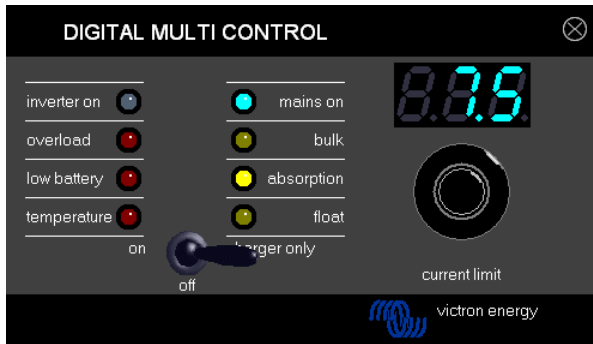 DIGITAL MULTI CONTROL
7.5
inverter on
mains on
overload
bulk
low battery
absorption
temperature
float
on
harger only
off
current limit
victron energy